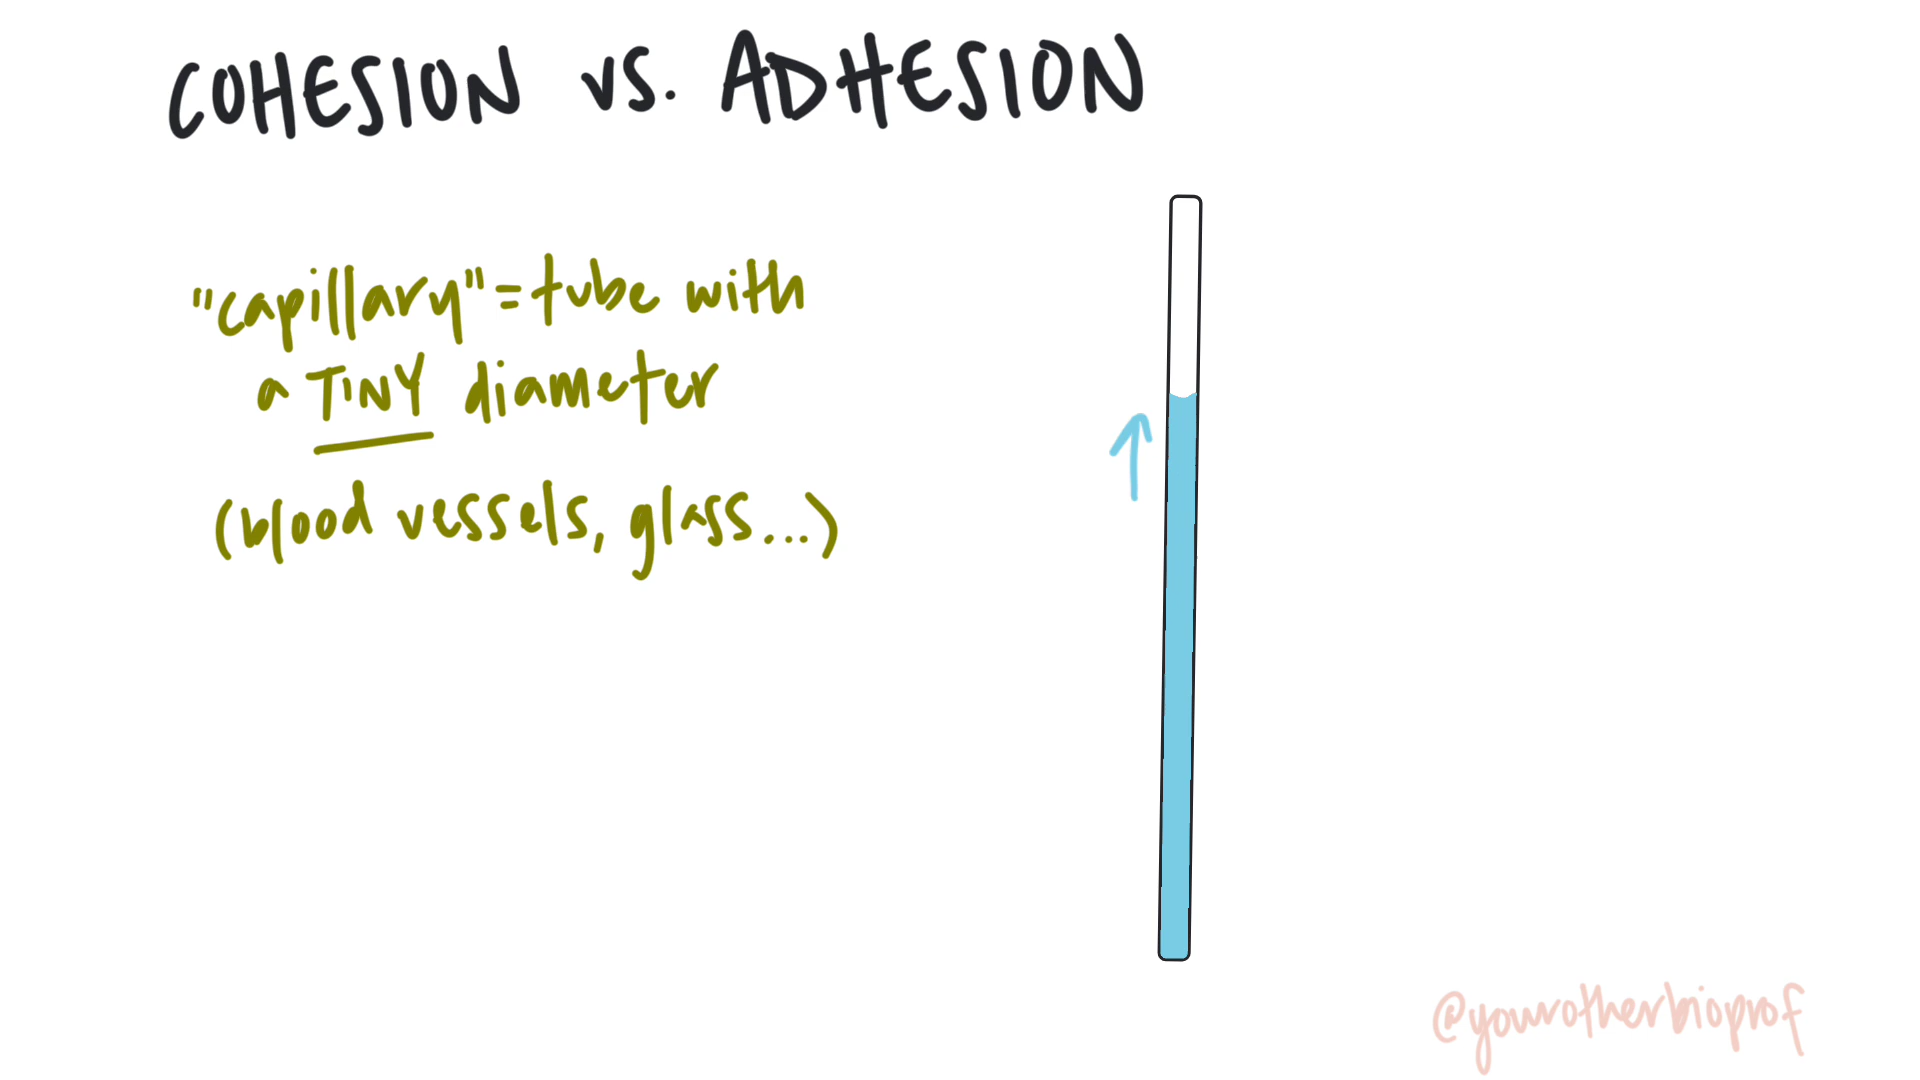 COHESION vs. ADHESION
"capillary" = tube with
a TINY diameter
(blood vessels, glass...)
@yourotherbioprof